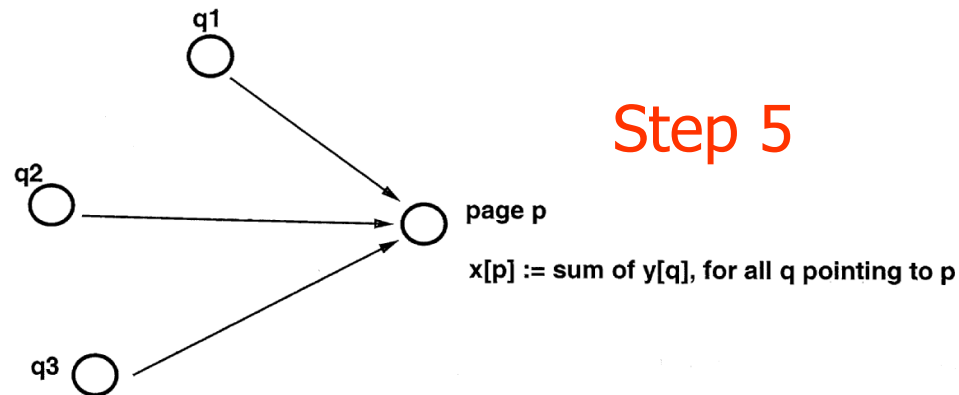 q1
Step 5
q2
page p
x[p] := sum of y[q], for all q pointing to p
q3